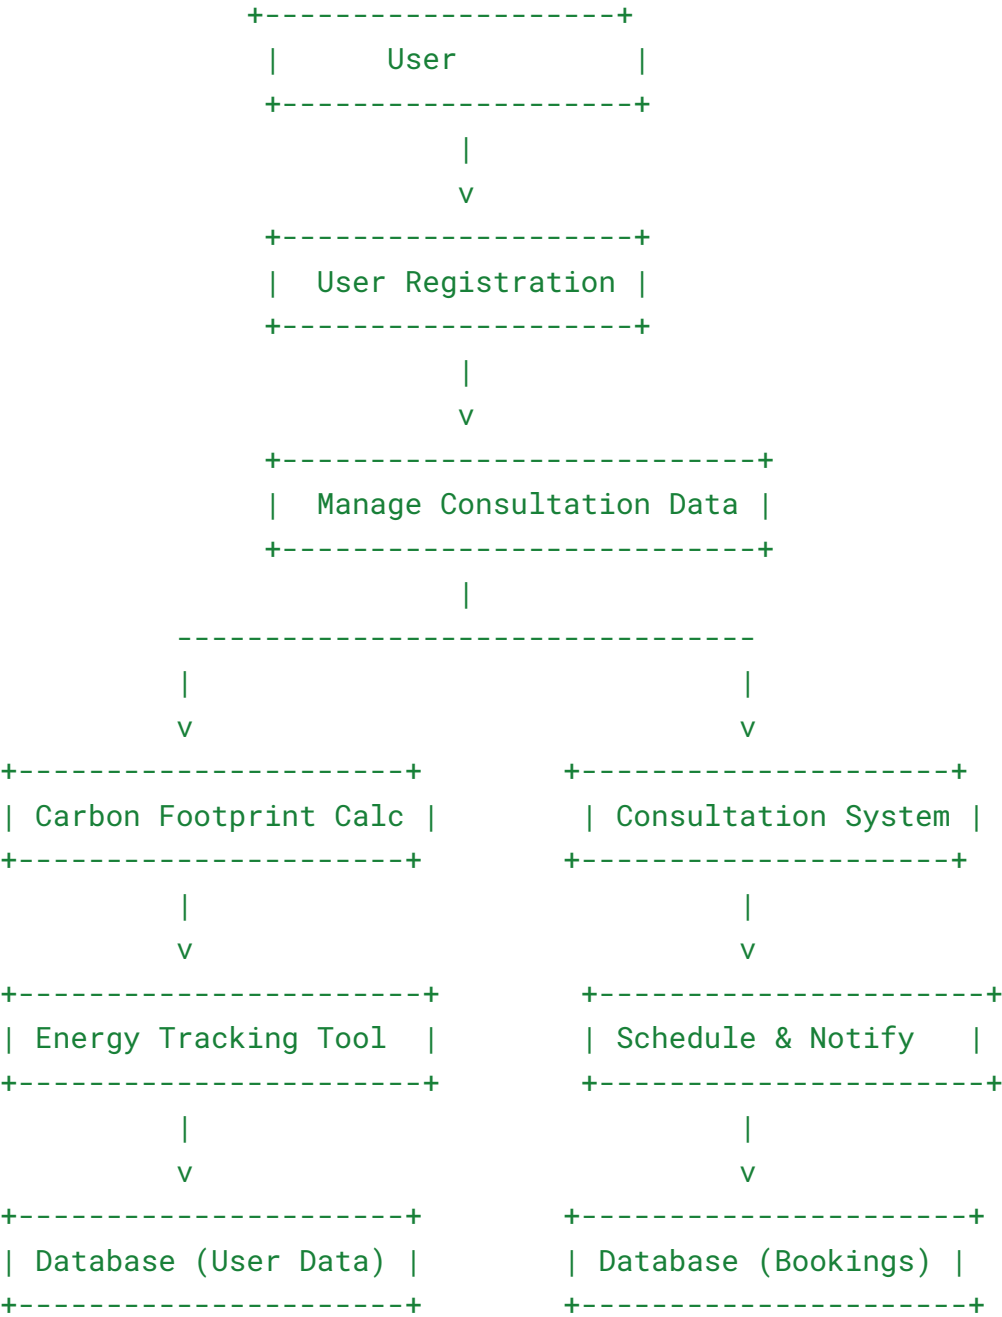 User
User Registration
Manage Consultation Data
Carbon Footprint Calc
Consultation System
Energy Tracking Tool
Schedule & Notify
Database (User Data)
Database (Bookings)